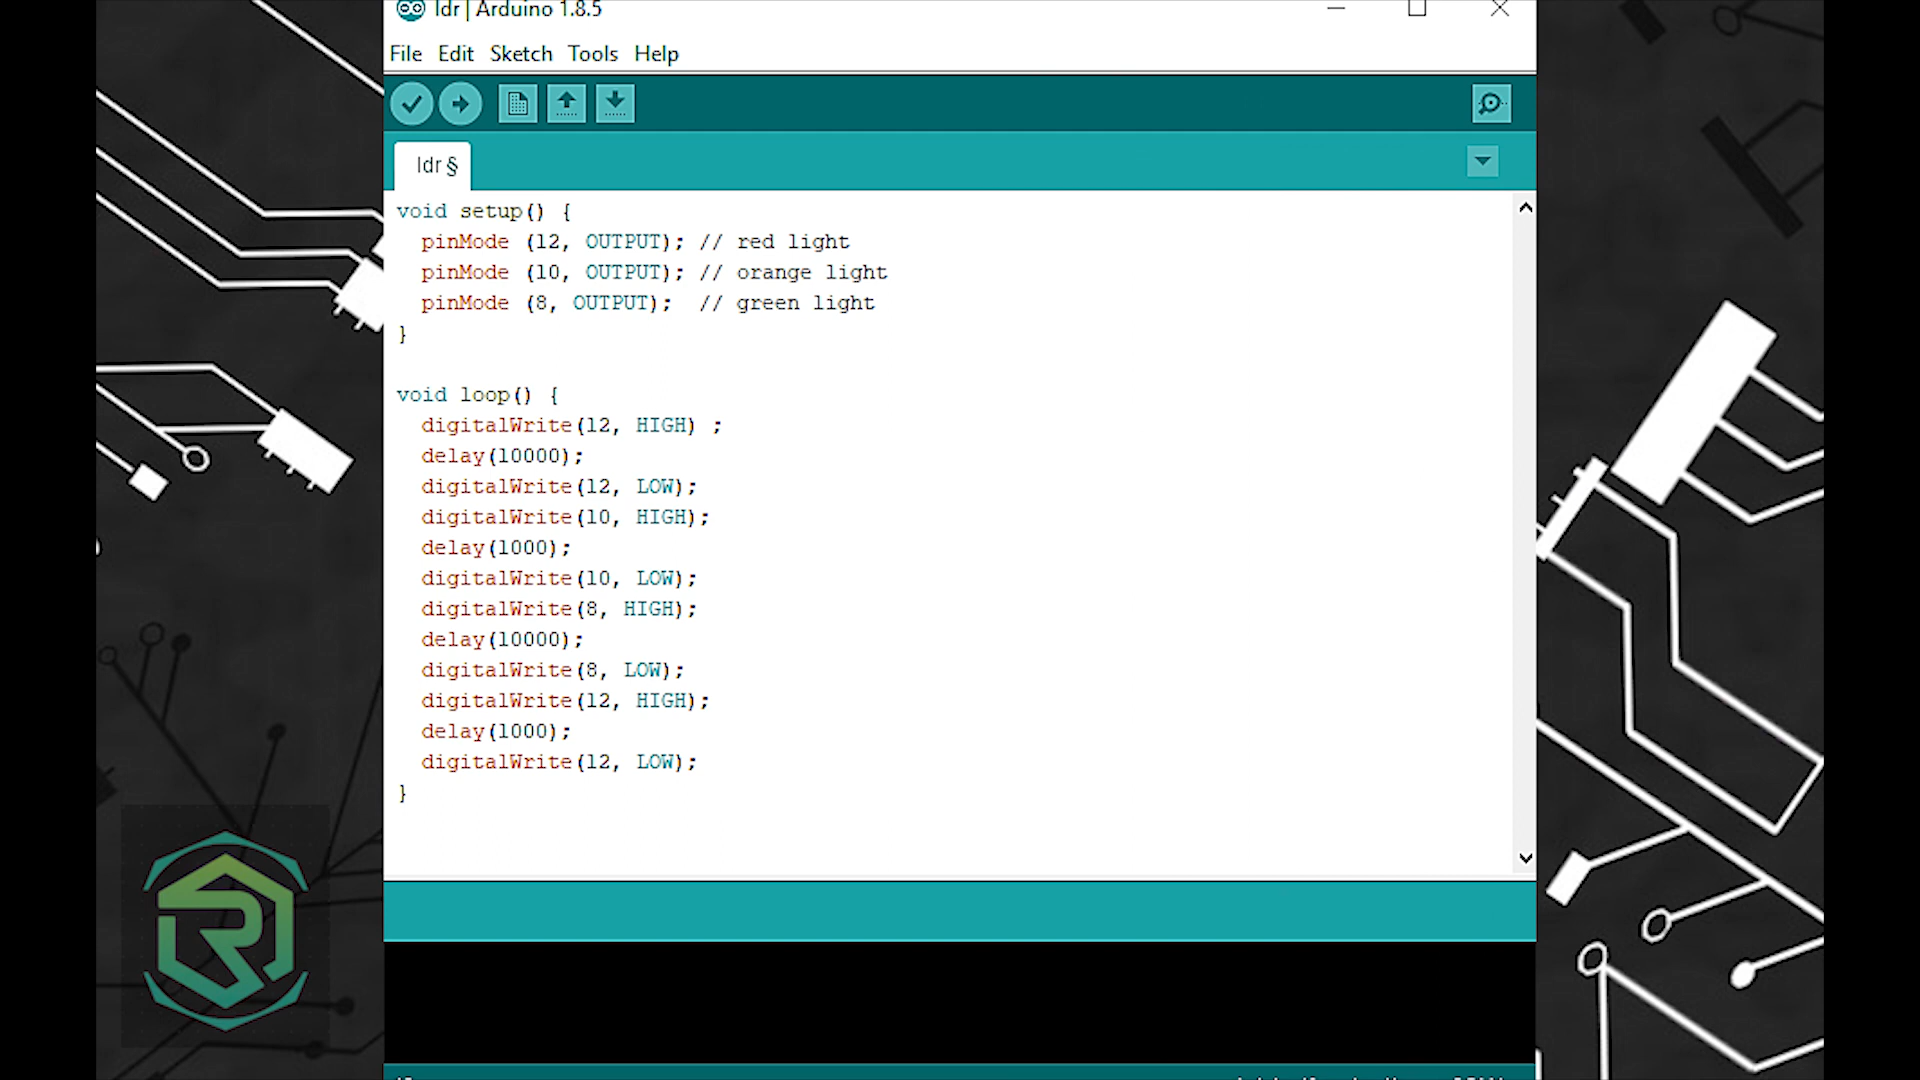 ldr | Arduino 1.8.5
File Edit Sketch Tools Help
ldr §
void setup() {
pinMode (12, OUTPUT); // red light
pinMode (10, OUTPUT); // orange light
pinMode (8, OUTPUT); // green light
}
void loop() {
digitalWrite(12, HIGH) ;
delay(10000);
digitalWrite(12, LOW);
digitalWrite(10, HIGH);
delay(1000);
digitalWrite(10, LOW);
digitalWrite(8, HIGH);
delay(10000);
digitalWrite(8, LOW);
digitalWrite(12, HIGH);
delay(1000);
digitalWrite(12, LOW);
}